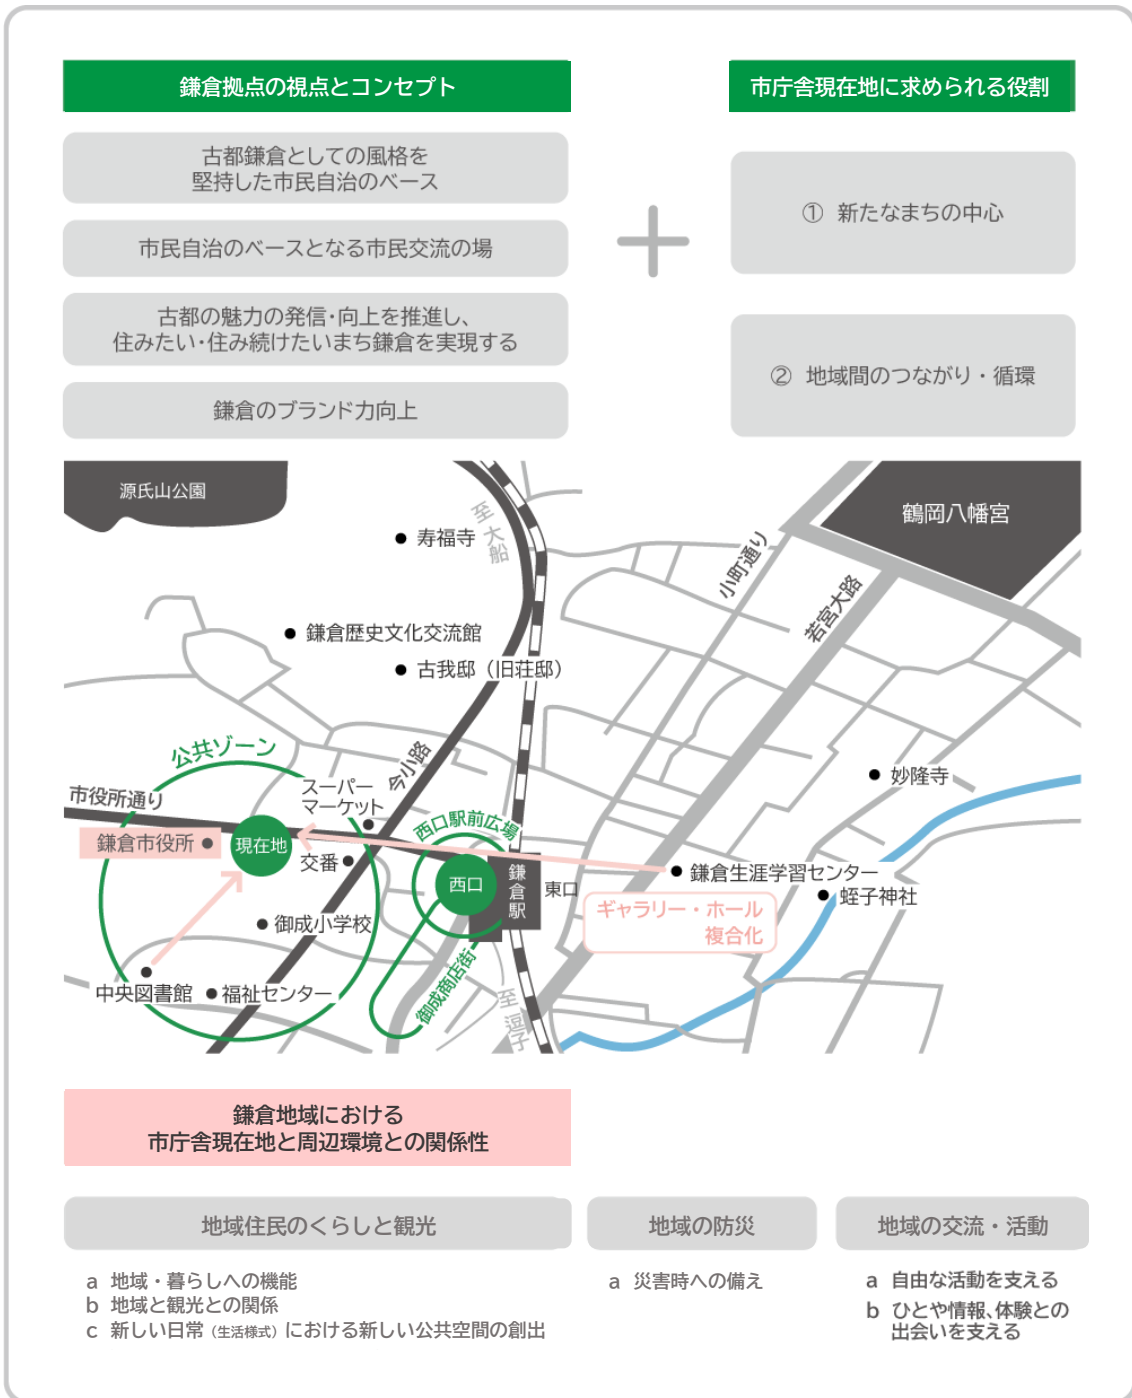 鎌倉拠点の視点とコンセプト
市庁舎現在地に求められる役割
古都鎌倉としての風格を
堅持した市民自治のベース
市民自治のベースとなる市民交流の場
古都の魅力の発信・向上を推進し、
住みたい・住み続けたいまち鎌倉を実現する
鎌倉のブランド力向上
① 新たなまちの中心
② 地域間のつながり・循環
源氏山公園
鶴岡八幡宮
至大船
寿福寺
小町通り
若宮大路
鎌倉歴史文化交流館
古我邸（旧荘邸）
公共ゾーン
今小路
スーパー
マーケット
市役所通り
西口駅前広場
妙隆寺
鎌倉市役所
現在地
交番
西口
鎌倉駅
東口
鎌倉生涯学習センター
蛭子神社
ギャラリー・ホール
複合化
御成小学校
中央図書館
福祉センター
御成商店街
至逗子
鎌倉地域における
市庁舎現在地と周辺環境との関係性
地域住民のくらしと観光
a 地域・暮らしへの機能
b 地域と観光との関係
c 新しい日常（生活様式）における新しい公共空間の創出
地域の防災
a 災害時への備え
地域の交流・活動
a 自由な活動を支える
b ひとや情報、体験との
出会いを支える